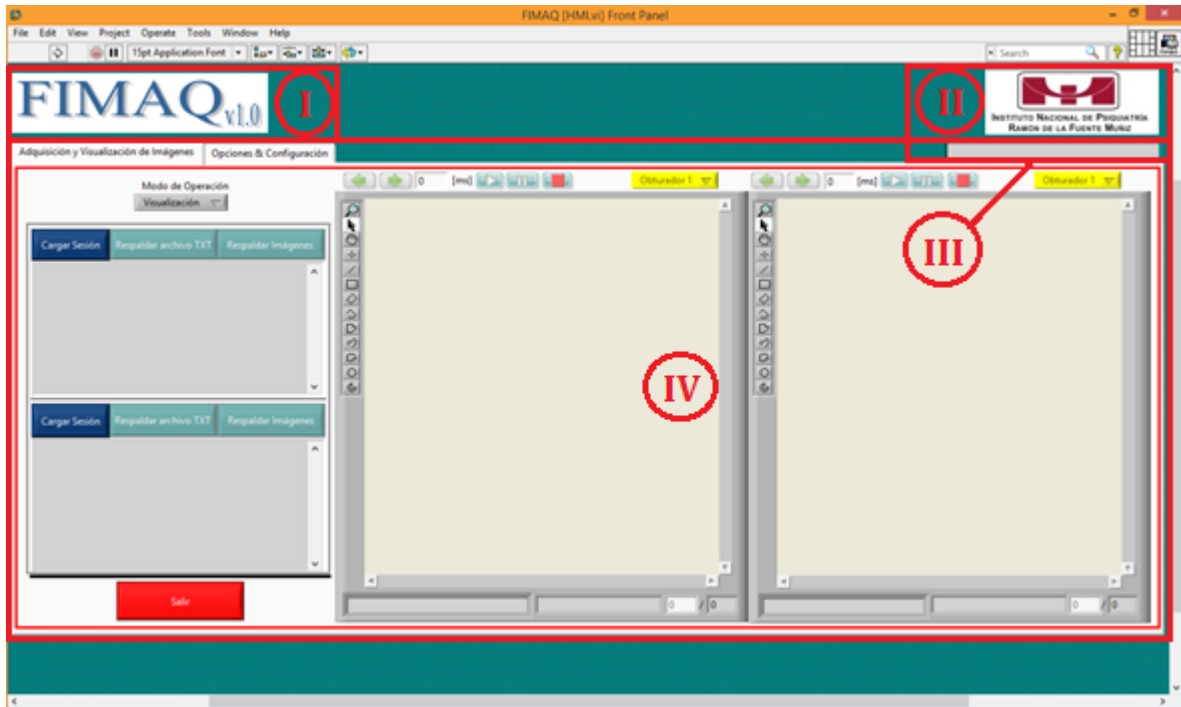 FIMAQ [HMI.vi] Front Panel
File Edit View Project Operate Tools Window Help
15pt Application Font
Search
FIMAQ v1.0
I
II
INSTITUTO NACIONAL DE PSIQUIATRÍA
RAMÓN DE LA FUENTE MUÑIZ
Adquisición y Visualización de Imágenes
Opciones & Configuración
Modo de Operación
Visualización
0 [ms]
Obturador 1
0 [ms]
Obturador 1
Cargar Sesión
Respaldar archivo TXT
Respaldar Imágenes
III
IV
Cargar Sesión
Respaldar archivo TXT
Respaldar Imágenes
Salir
0 / 0
0 / 0